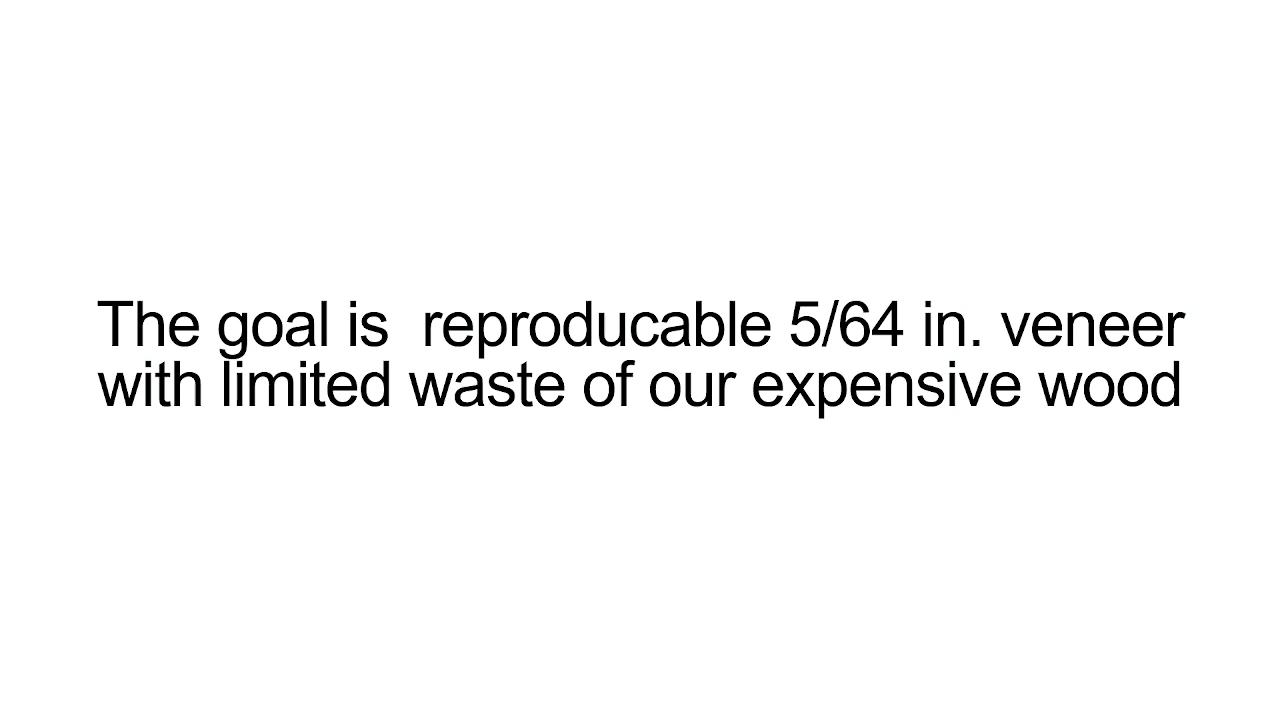 The goal is  reproducable 5/64 in. veneer
with limited waste of our expensive wood